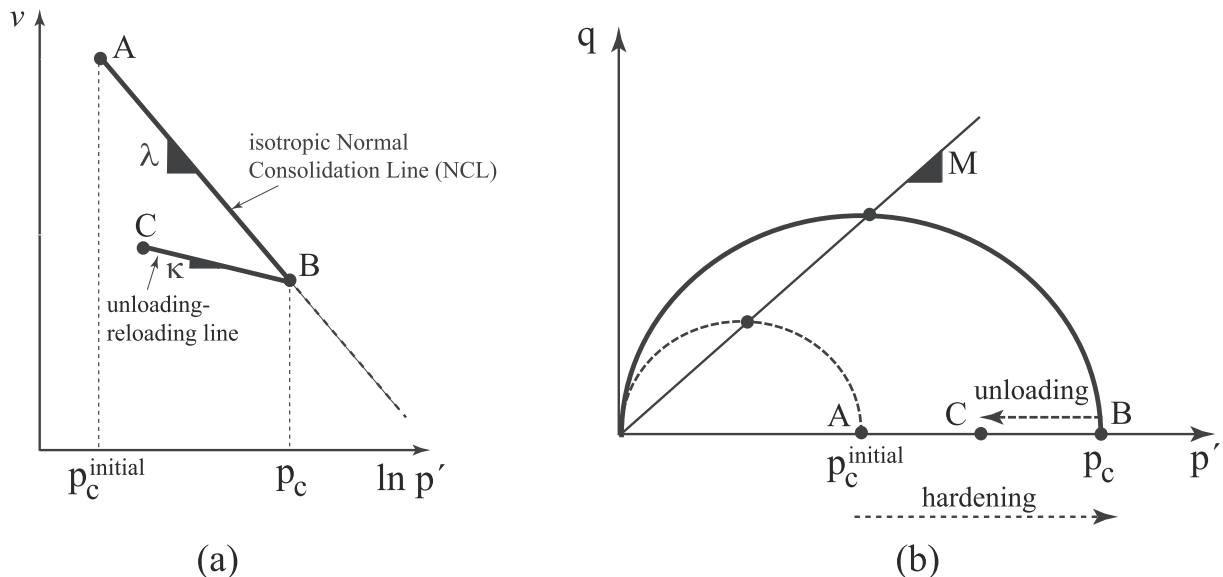 v
A
λ
isotropic Normal
Consolidation Line (NCL)
C
κ
B
unloading-
reloading line
p_c^initial
p_c
ln p´
(a)
q
M
unloading
A
C
B
p_c^initial
p_c
p´
hardening
(b)